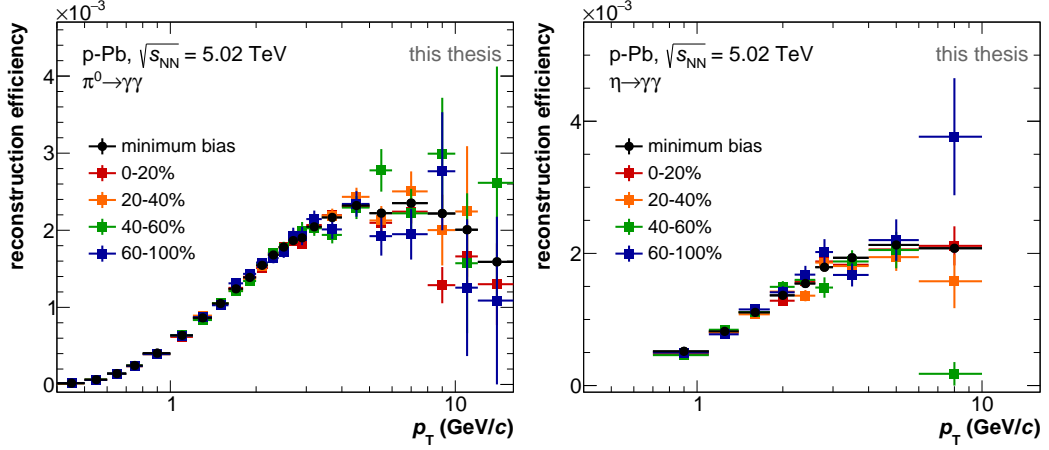 ×10⁻³
p-Pb, √s_NN = 5.02 TeV
this thesis
π⁰→γγ
minimum bias
0-20%
20-40%
40-60%
60-100%
reconstruction efficiency
4
3
2
1
0
1
10
p_T (GeV/c)
×10⁻³
p-Pb, √s_NN = 5.02 TeV
this thesis
η→γγ
minimum bias
0-20%
20-40%
40-60%
60-100%
reconstruction efficiency
4
2
0
1
10
p_T (GeV/c)